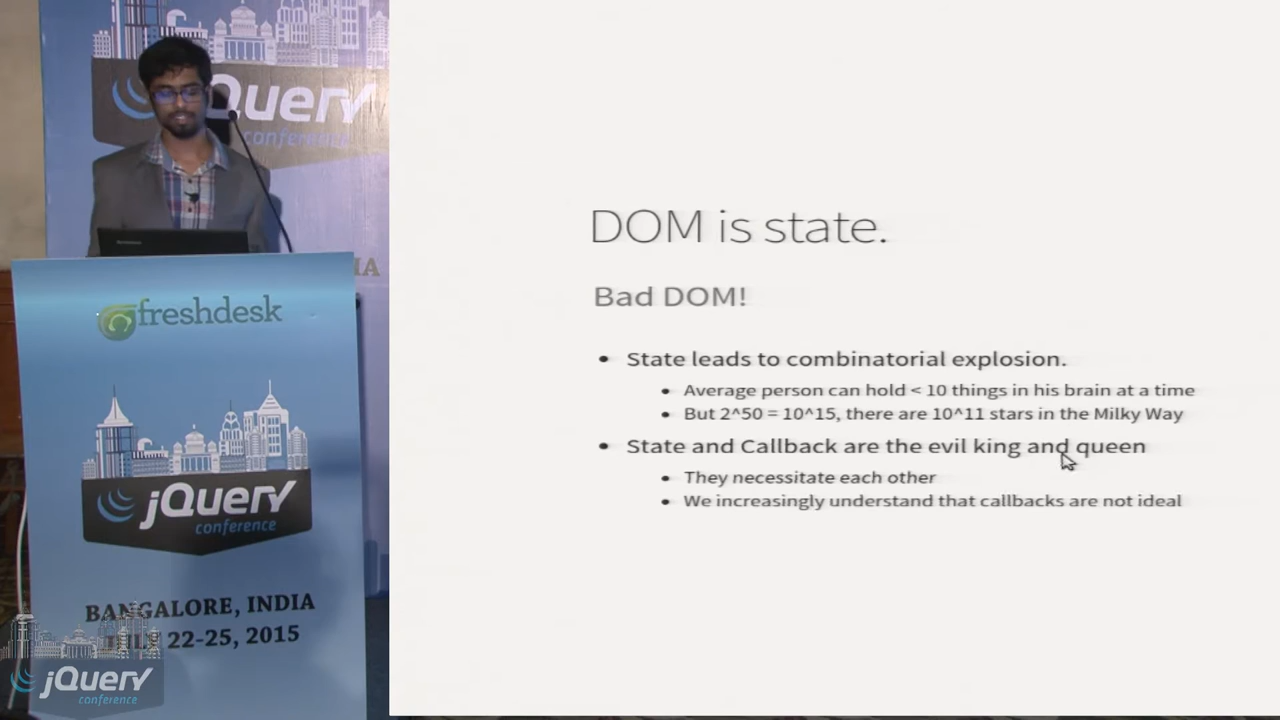 jQuery
conference
IA
freshdesk
jQuery
conference
BANGALORE, INDIA
22-25, 2015
jQuery
conference
DOM is state.
Bad DOM!
• State leads to combinatorial explosion.
• Average person can hold < 10 things in his brain at a time
• But 2^50 = 10^15, there are 10^11 stars in the Milky Way
• State and Callback are the evil king and queen
• They necessitate each other
• We increasingly understand that callbacks are not ideal